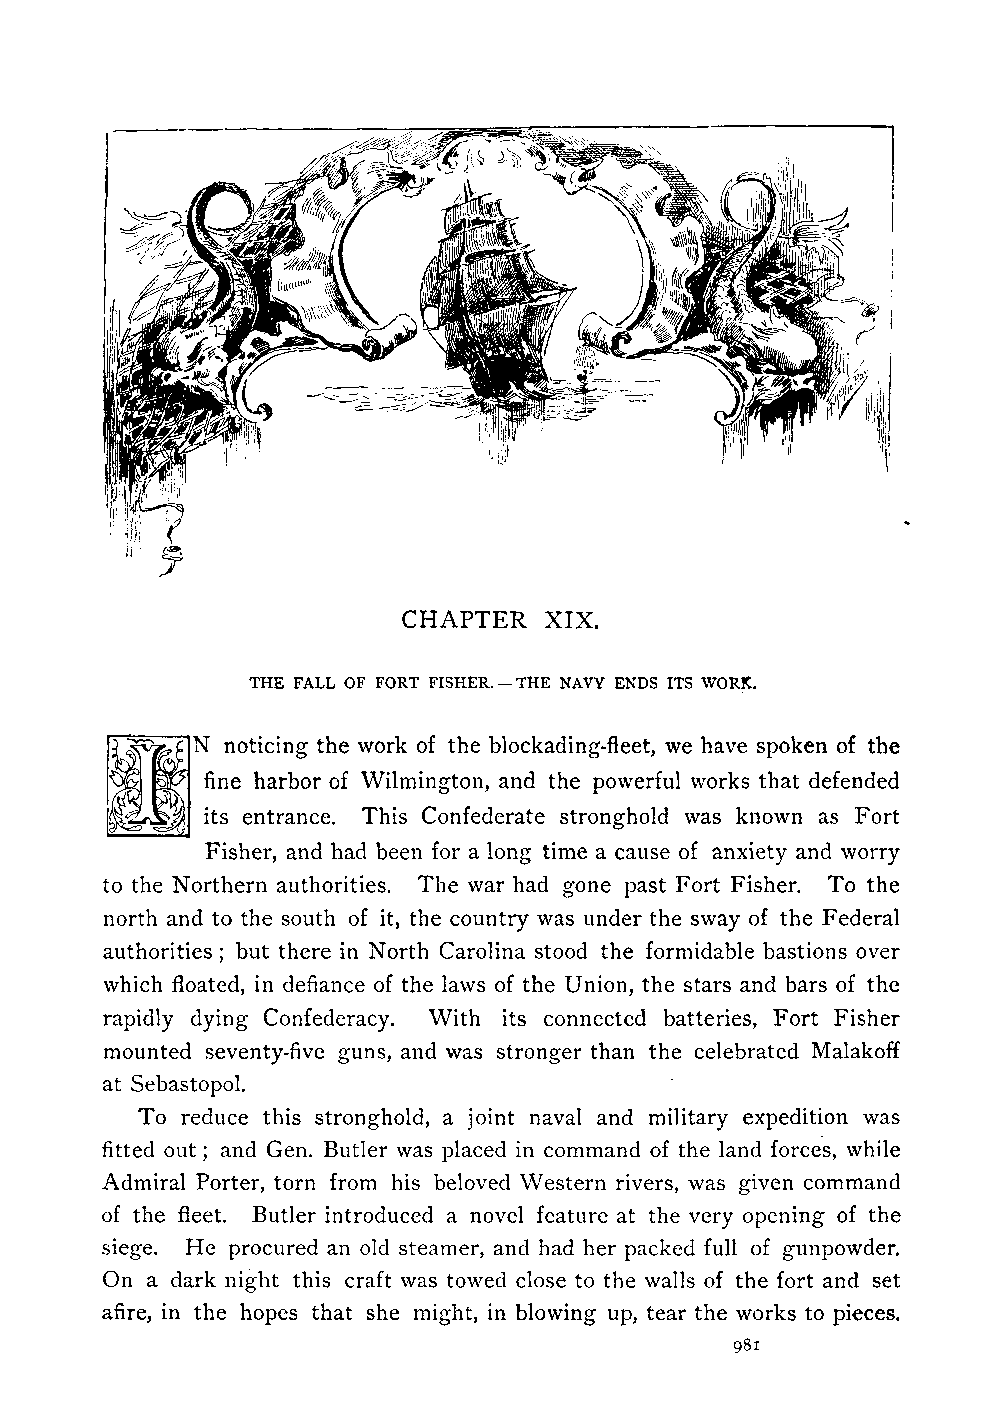 CHAPTER XIX.
THE FALL OF FORT FISHER.—THE NAVY ENDS ITS WORK.
IN noticing the work of the blockading-fleet, we have spoken of the
fine harbor of Wilmington, and the powerful works that defended
its entrance. This Confederate stronghold was known as Fort
Fisher, and had been for a long time a cause of anxiety and worry
to the Northern authorities. The war had gone past Fort Fisher. To the
north and to the south of it, the country was under the sway of the Federal
authorities; but there in North Carolina stood the formidable bastions over
which floated, in defiance of the laws of the Union, the stars and bars of the
rapidly dying Confederacy. With its connected batteries, Fort Fisher
mounted seventy-five guns, and was stronger than the celebrated Malakoff
at Sebastopol.
To reduce this stronghold, a joint naval and military expedition was
fitted out; and Gen. Butler was placed in command of the land forces, while
Admiral Porter, torn from his beloved Western rivers, was given command
of the fleet. Butler introduced a novel feature at the very opening of the
siege. He procured an old steamer, and had her packed full of gunpowder.
On a dark night this craft was towed close to the walls of the fort and set
afire, in the hopes that she might, in blowing up, tear the works to pieces.
981